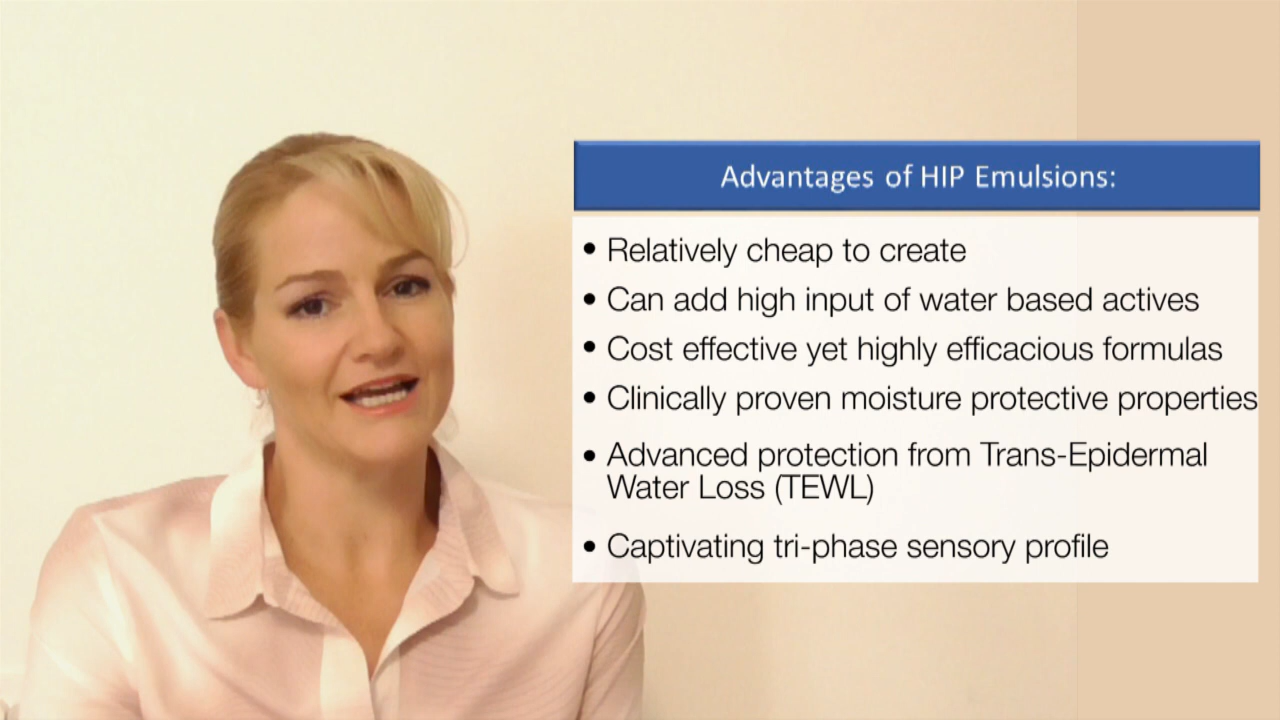 Advantages of HIP Emulsions:
• Relatively cheap to create
• Can add high input of water based actives
• Cost effective yet highly efficacious formulas
• Clinically proven moisture protective properties
• Advanced protection from Trans-Epidermal
Water Loss (TEWL)
• Captivating tri-phase sensory profile